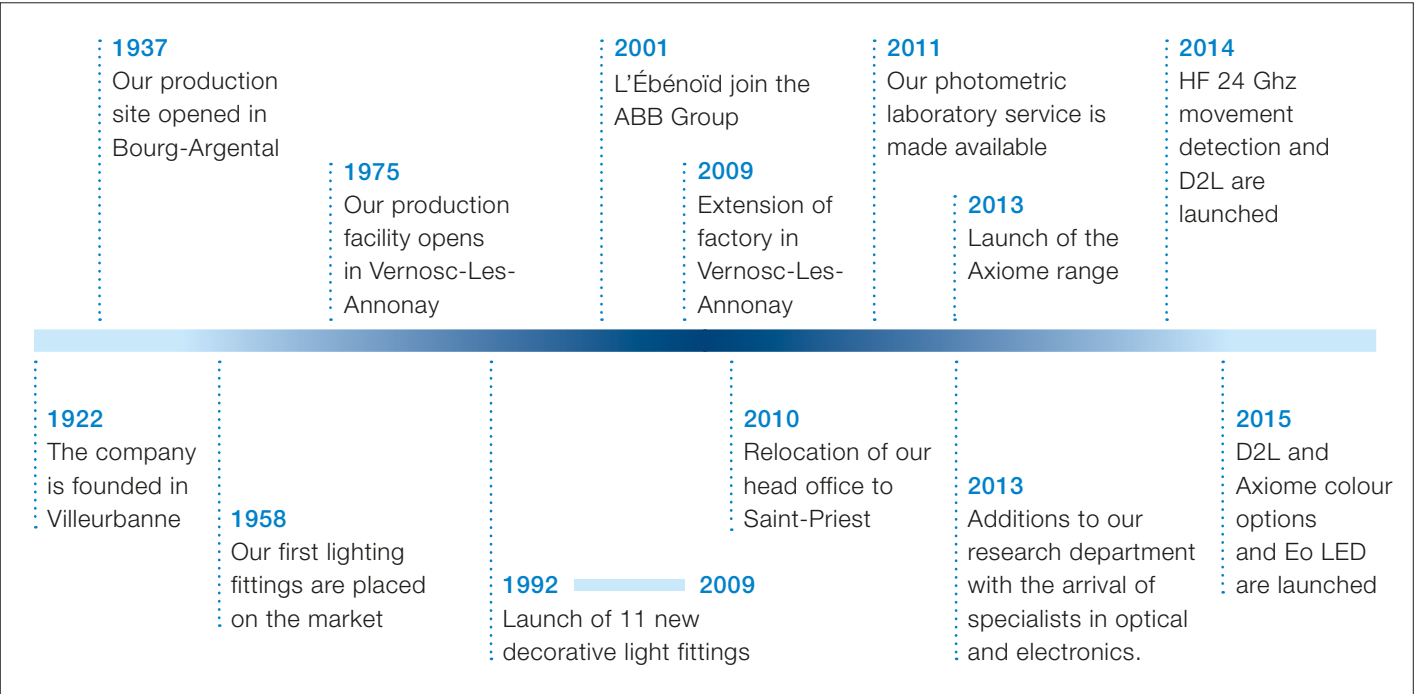 1937
Our production
site opened in
Bourg-Argental
1975
Our production
facility opens
in Vernosc-Les-
Annonay
2001
L'Ébénoïd join the
ABB Group
2009
Extension of
factory in
Vernosc-Les-
Annonay
2011
Our photometric
laboratory service is
made available
2013
Launch of the
Axiome range
2014
HF 24 Ghz
movement
detection and
D2L are
launched
1922
The company
is founded in
Villeurbanne
1958
Our first lighting
fittings are placed
on the market
1992 2009
Launch of 11 new
decorative light fittings
2010
Relocation of our
head office to
Saint-Priest
2013
Additions to our
research department
with the arrival of
specialists in optical
and electronics.
2015
D2L and
Axiome colour
options
and Eo LED
are launched